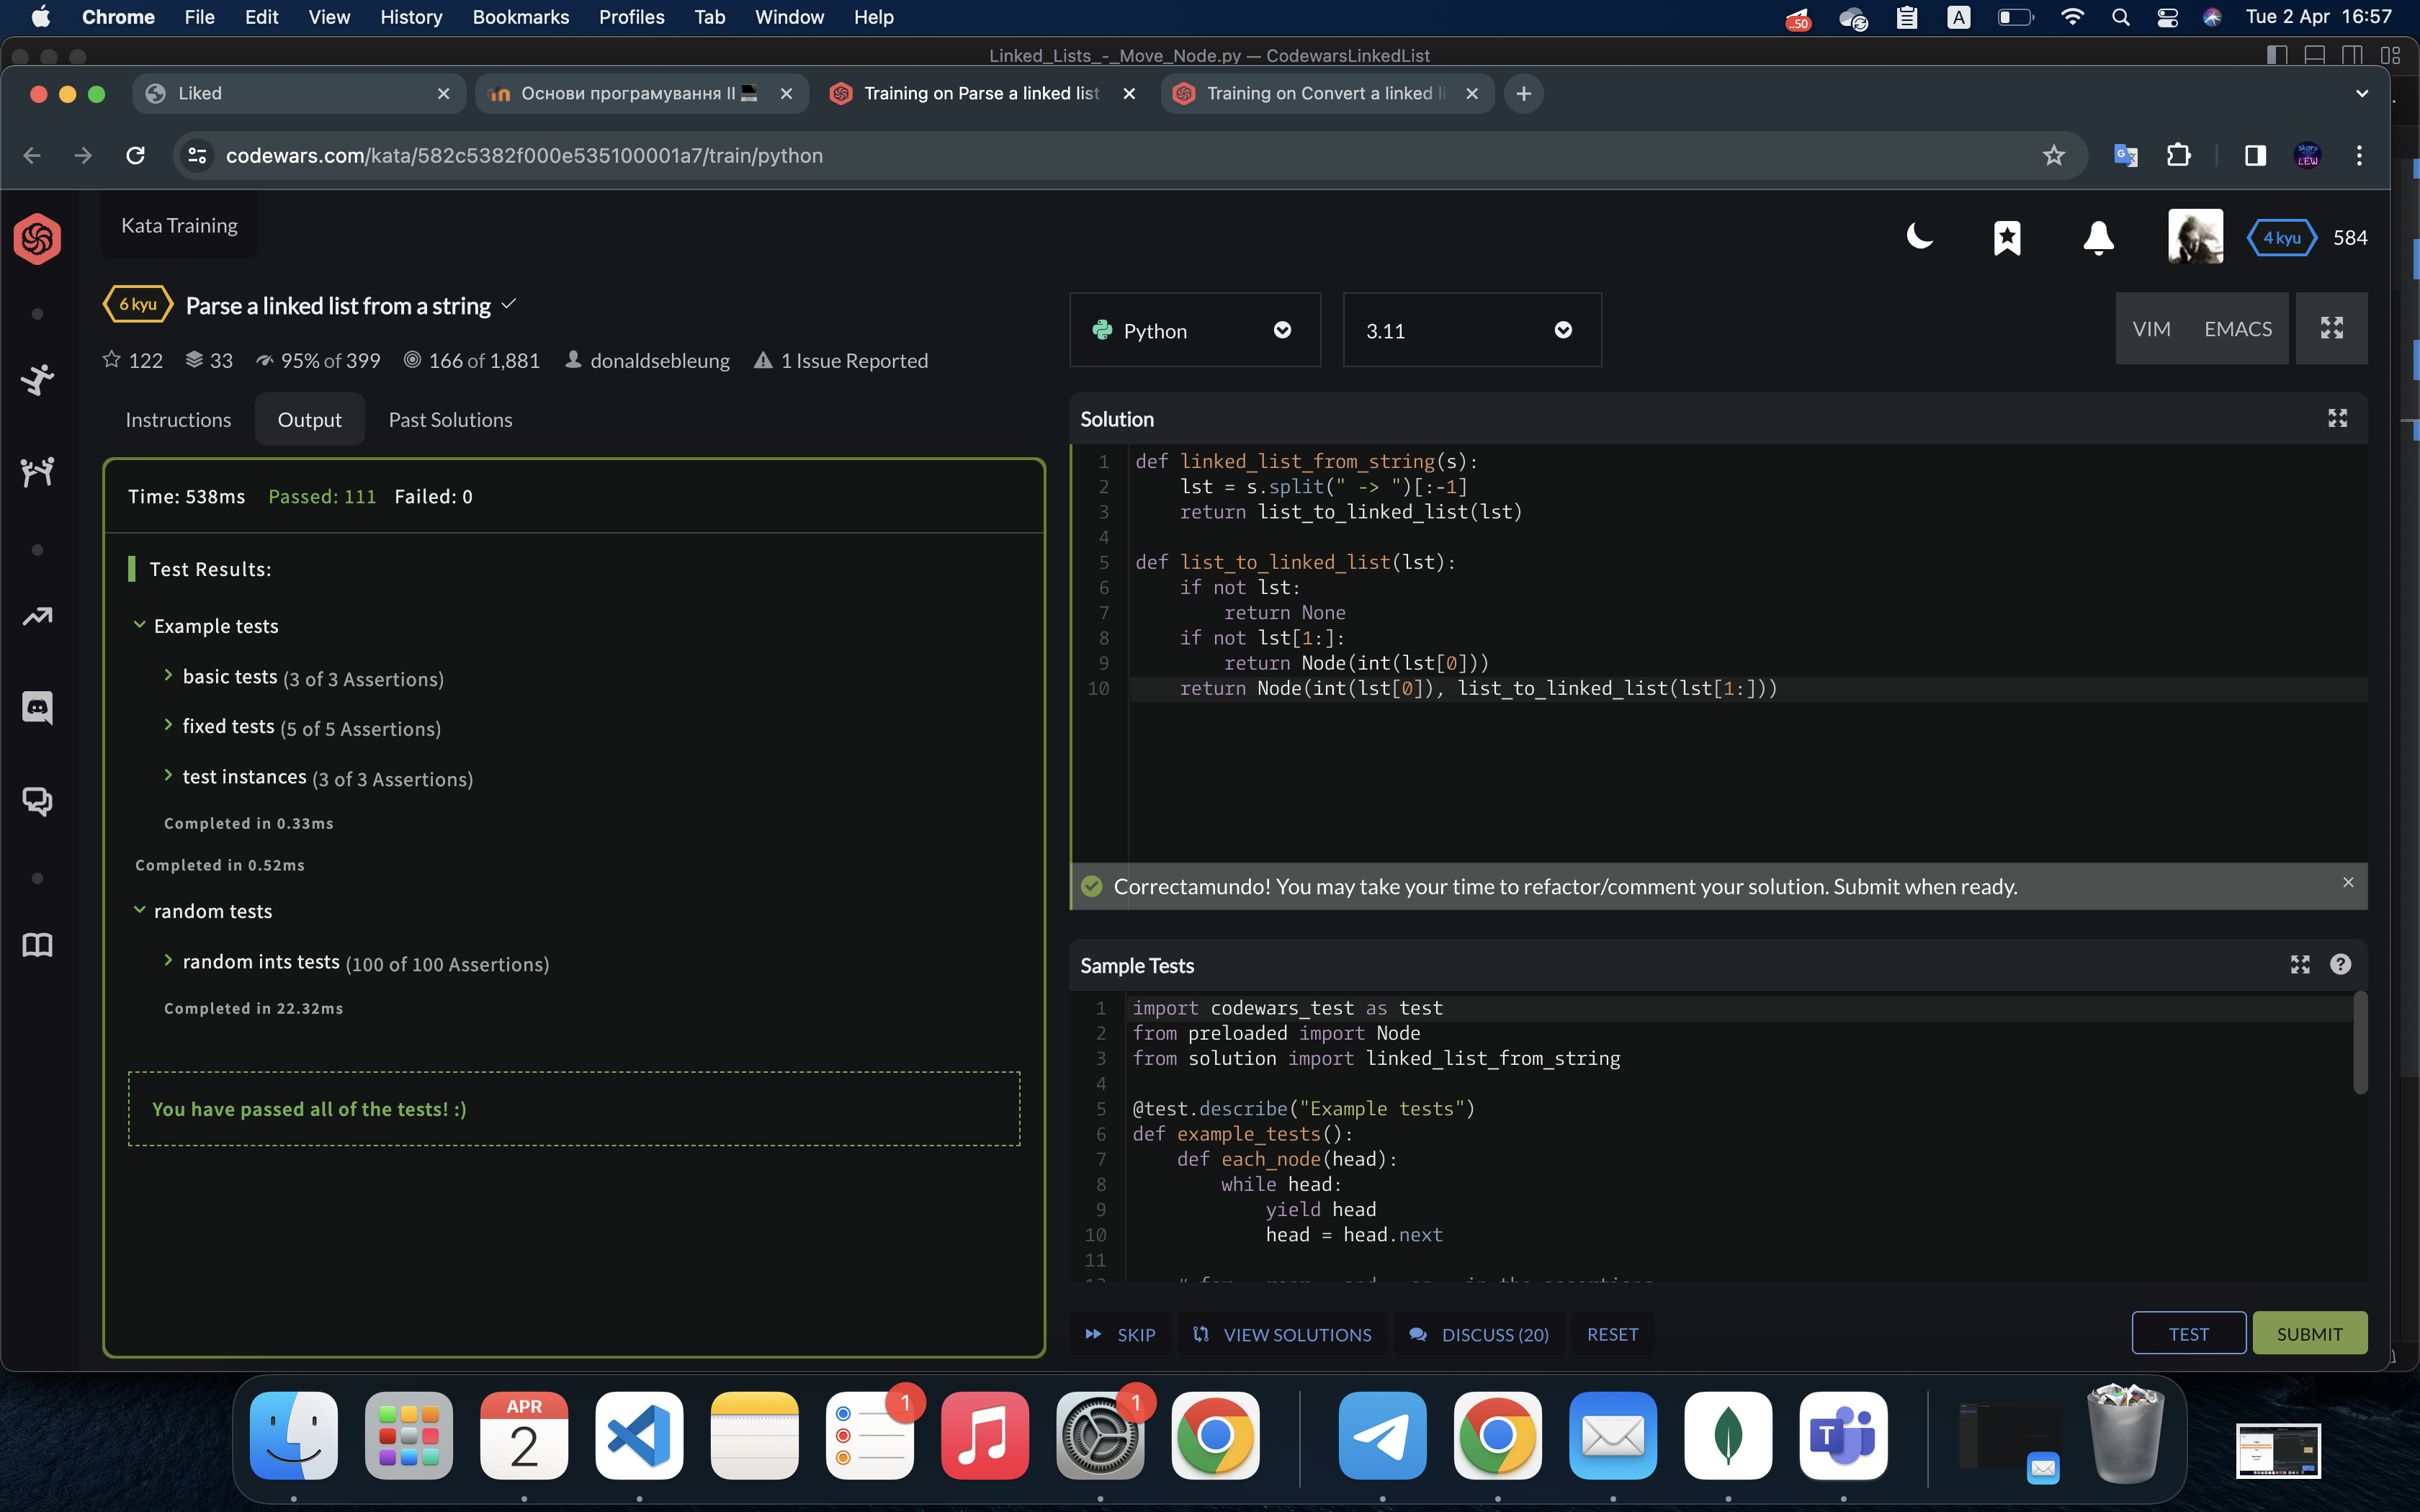 Chrome File Edit View History Bookmarks Profiles Tab Window Help
..50 A Tue 2 Apr 16:57
Linked_Lists_-_Move_Node.py — CodewarsLinkedList
Liked
Основи програмування II
Training on Parse a linked list
Training on Convert a linked li
codewars.com/kata/582c5382f000e535100001a7/train/python
Kata Training
4 kyu 584
6 kyu Parse a linked list from a string
122 33 95% of 399 166 of 1,881 donaldsebleung 1 Issue Reported
Python
3.11
VIM EMACS
Instructions Output Past Solutions
Time: 538ms Passed: 111 Failed: 0
Test Results:
Example tests
basic tests (3 of 3 Assertions)
fixed tests (5 of 5 Assertions)
test instances (3 of 3 Assertions)
Completed in 0.33ms
Completed in 0.52ms
random tests
random ints tests (100 of 100 Assertions)
Completed in 22.32ms
You have passed all of the tests! :)
Solution
1 def linked_list_from_string(s):
2 lst = s.split(" -> ")[:-1]
3 return list_to_linked_list(lst)
4
5 def list_to_linked_list(lst):
6 if not lst:
7 return None
8 if not lst[1:]:
9 return Node(int(lst[0]))
10 return Node(int(lst[0]), list_to_linked_list(lst[1:]))
Correctamundo! You may take your time to refactor/comment your solution. Submit when ready.
Sample Tests
1 import codewars_test as test
2 from preloaded import Node
3 from solution import linked_list_from_string
4
5 @test.describe("Example tests")
6 def example_tests():
7 def each_node(head):
8 while head:
9 yield head
10 head = head.next
11
SKIP VIEW SOLUTIONS DISCUSS (20) RESET
TEST SUBMIT
APR
2
1
1
T